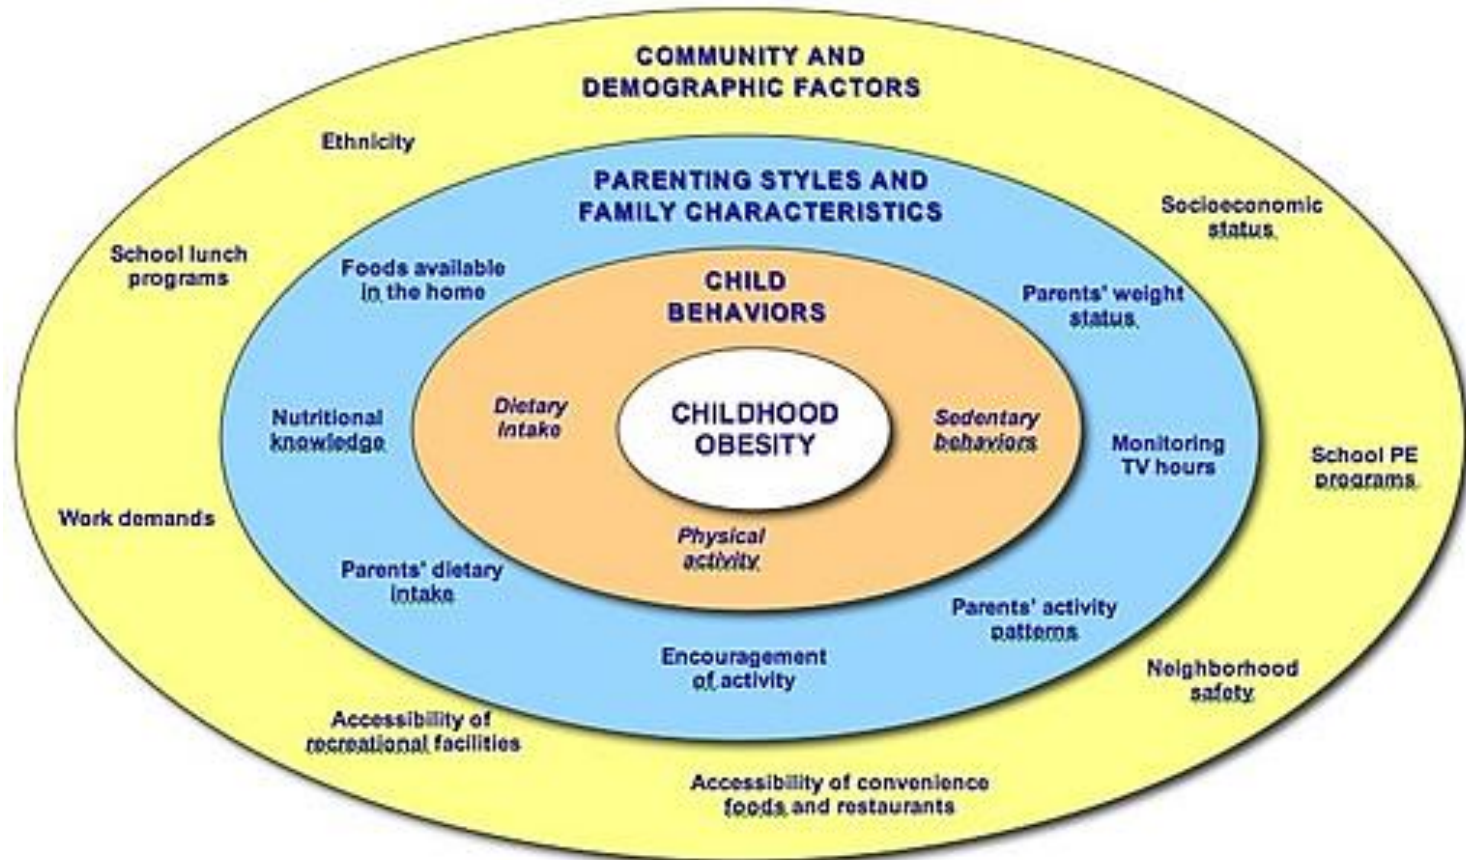 COMMUNITY AND
DEMOGRAPHIC FACTORS
Ethnicity
PARENTING STYLES AND
FAMILY CHARACTERISTICS
Socioeconomic
status
School lunch
programs
Foods available
in the home
CHILD
BEHAVIORS
Parents' weight
status
Dietary
Intake
CHILDHOOD
OBESITY
Sedentary
behaviors
Nutritional
knowledge
Monitoring
TV hours
School PE
programs
Work demands
Physical
activity
Parents' dietary
intake
Parents' activity
patterns
Encouragement
of activity
Neighborhood
safety
Accessibility of
recreational facilities
Accessibility of convenience
foods and restaurants